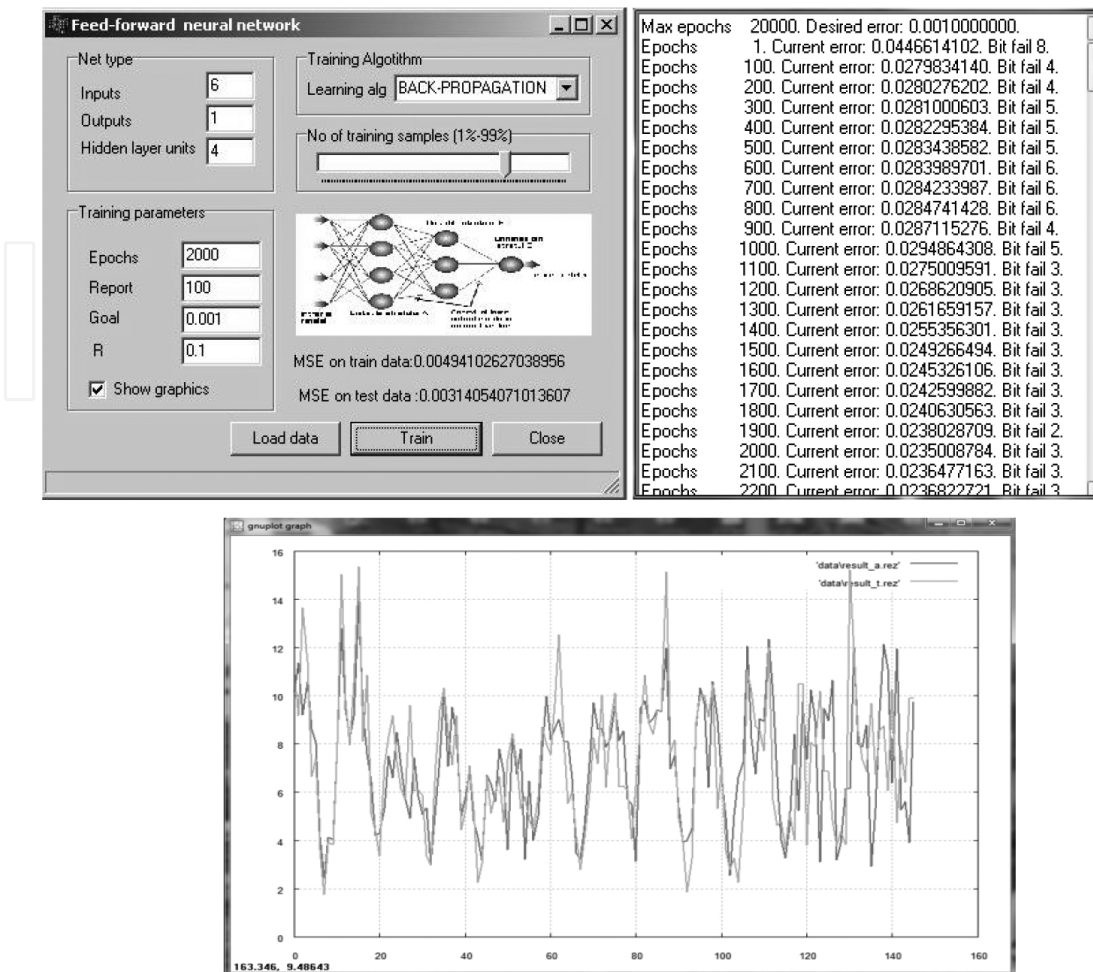 Feed-forward neural network
Net type
Inputs 6
Outputs 1
Hidden layer units 4
Training Algotithm
Learning alg BACK-PROPAGATION
No of training samples (1%-99%)
Training parameters
Epochs 2000
Report 100
Goal 0.001
R 0.1
Show graphics
MSE on train data:0.00494102627038956
MSE on test data :0.00314054071013607
Load data
Train
Close
Max epochs 20000. Desired error: 0.0010000000.
Epochs 1. Current error: 0.0446614102. Bit fail 8.
Epochs 100. Current error: 0.0279834140. Bit fail 4.
Epochs 200. Current error: 0.0280276202. Bit fail 4.
Epochs 300. Current error: 0.0281000603. Bit fail 5.
Epochs 400. Current error: 0.0282295384. Bit fail 5.
Epochs 500. Current error: 0.0283438582. Bit fail 5.
Epochs 600. Current error: 0.0283989701. Bit fail 6.
Epochs 700. Current error: 0.0284233987. Bit fail 6.
Epochs 800. Current error: 0.0284741428. Bit fail 6.
Epochs 900. Current error: 0.0287115276. Bit fail 4.
Epochs 1000. Current error: 0.0294864308. Bit fail 5.
Epochs 1100. Current error: 0.0275009591. Bit fail 3.
Epochs 1200. Current error: 0.0268620905. Bit fail 3.
Epochs 1300. Current error: 0.0261659157. Bit fail 3.
Epochs 1400. Current error: 0.0255356301. Bit fail 3.
Epochs 1500. Current error: 0.0249266494. Bit fail 3.
Epochs 1600. Current error: 0.0245326106. Bit fail 3.
Epochs 1700. Current error: 0.0242599882. Bit fail 3.
Epochs 1800. Current error: 0.0240630563. Bit fail 3.
Epochs 1900. Current error: 0.0238028709. Bit fail 2.
Epochs 2000. Current error: 0.0235008784. Bit fail 3.
Epochs 2100. Current error: 0.0236477163. Bit fail 3.
Epochs 2200. Current error: 0.0236822721. Bit fail 3.
gnuplot graph
'data\result_a.rez'
'data\result_t.rez'
16
14
12
10
8
6
4
2
0
0 20 40 60 80 100 120 140 160
163.346, 9.48643